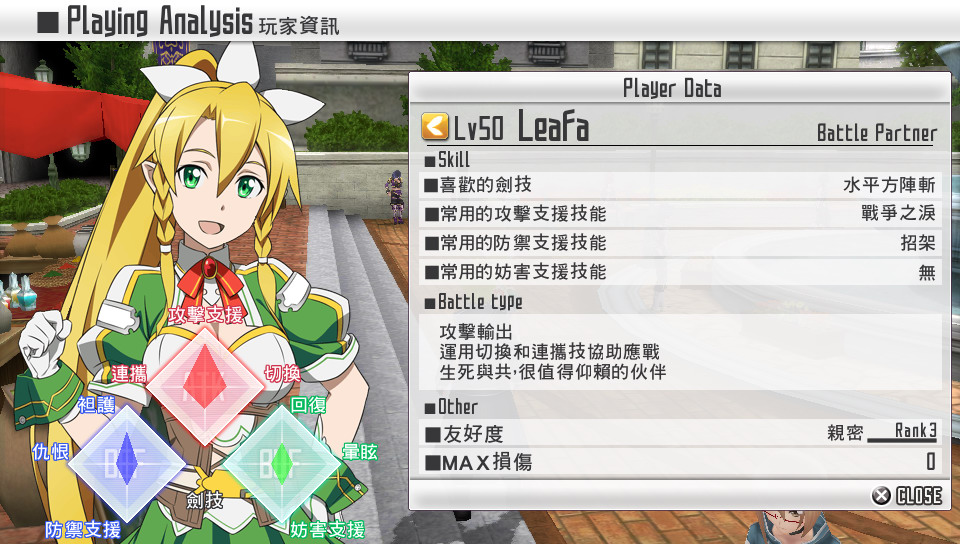 ■ Playing Analysis 玩家資訊
Player Data
Lv50 Leafa Battle Partner
■Skill
■喜歡的劍技 水平方陣斬
■常用的攻擊支援技能 戰爭之淚
■常用的防禦支援技能 招架
■常用的妨害支援技能 無
■Battle type
攻擊輸出
運用切換和連攜技協助應戰
生死與共,很值得仰賴的伙伴
■Other
■友好度 親密 Rank3
■MAX損傷 0
CLOSE
攻擊支援
連攜 切換
袒護 回復
仇恨 暈眩
劍技
防禦支援 妨害支援